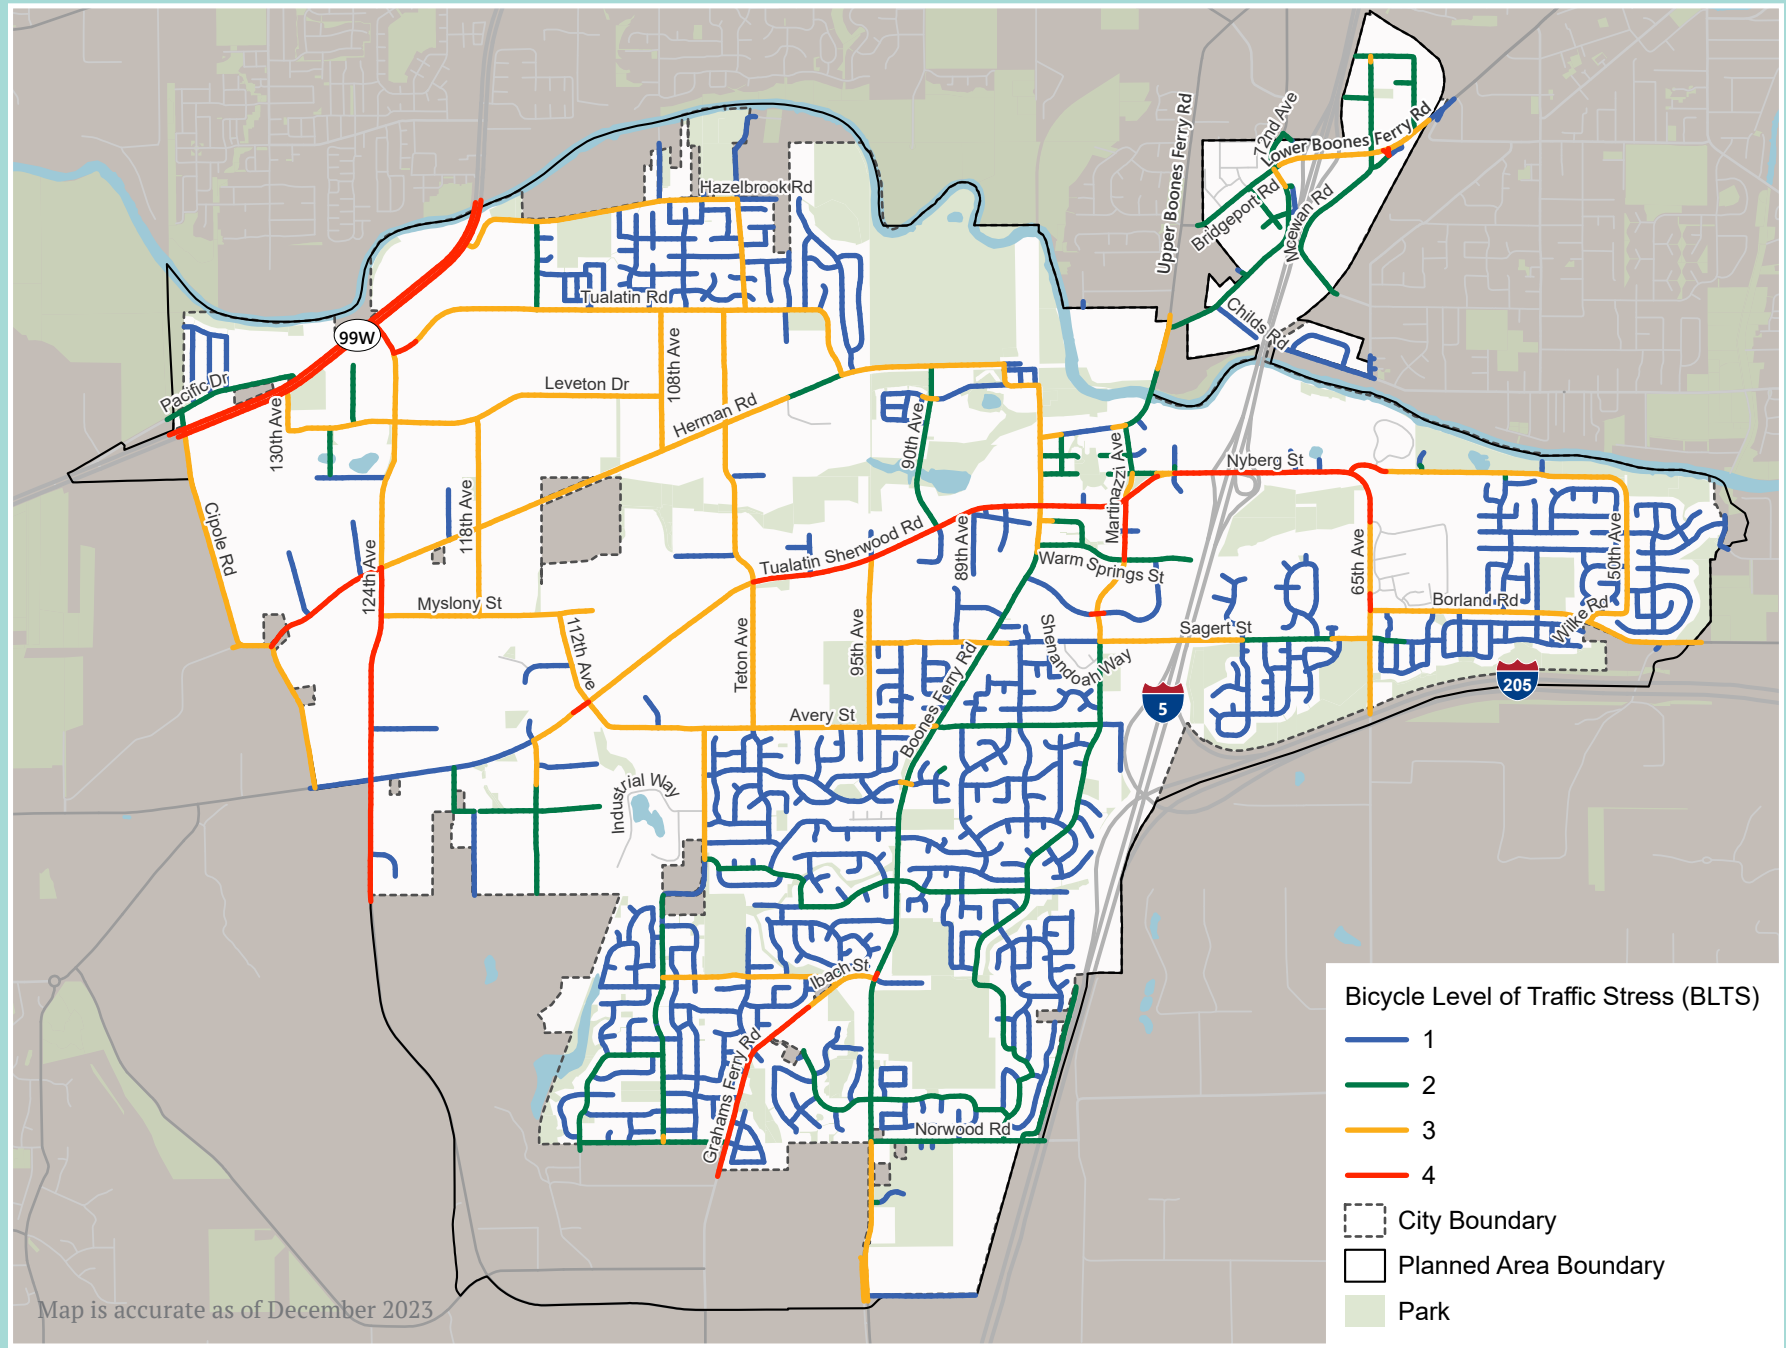 Hazelbrook Rd
Upper Boones Ferry Rd
72nd Ave
Lower Boones Ferry Rd
Bridgeport Rd
Mcewan Rd
Childs Rd
Tualatin Rd
99W
108th Ave
Pacific Dr
Leveton Dr
Herman Rd
130th Ave
90th Ave
Martinazzi Ave
Nyberg St
118th Ave
Cipole Rd
124th Ave
Tualatin Sherwood Rd
89th Ave
Warm Springs St
65th Ave
50th Ave
Myslony St
112th Ave
Teton Ave
95th Ave
Shenandoah Way
Sagert St
Borland Rd
Wilke Rd
Boones Ferry Rd
Avery St
5
205
Industrial Way
Ibach St
Grahams Ferry Rd
Norwood Rd
Bicycle Level of Traffic Stress (BLTS)
1
2
3
4
City Boundary
Planned Area Boundary
Park
Map is accurate as of December 2023